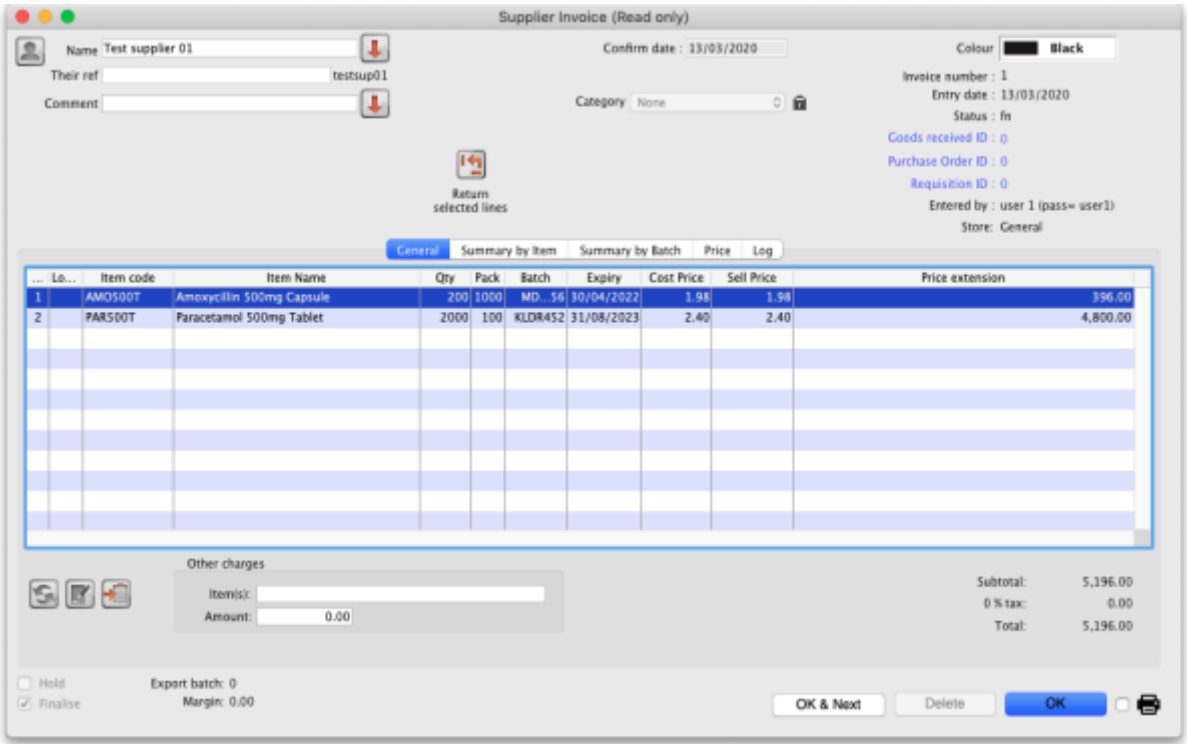 Supplier Invoice (Read only)
Name Test supplier 01
Confirm date : 13/03/2020
Colour Black
Their ref testsup01
Invoice number : 1
Comment
Category None
Entry date : 13/03/2020
Status : fn
Goods received ID : 0
Purchase Order ID : 0
Requisition ID : 0
Return
selected lines
Entered by : user 1 (pass= user1)
Store: General
General Summary by Item Summary by Batch Price Log
... Lo... Item code Item Name Qty Pack Batch Expiry Cost Price Sell Price Price extension
1 AMO500T Amoxycillin 500mg Capsule 200 1000 MD...56 30/04/2022 1.98 1.98 396.00
2 PAR500T Paracetamol 500mg Tablet 2000 100 KLDR452 31/08/2023 2.40 2.40 4,800.00
Other charges
Item(s):
Amount: 0.00
Subtotal: 5,196.00
0 % tax: 0.00
Total: 5,196.00
Hold
Export batch: 0
Finalise
Margin: 0.00
OK & Next Delete OK